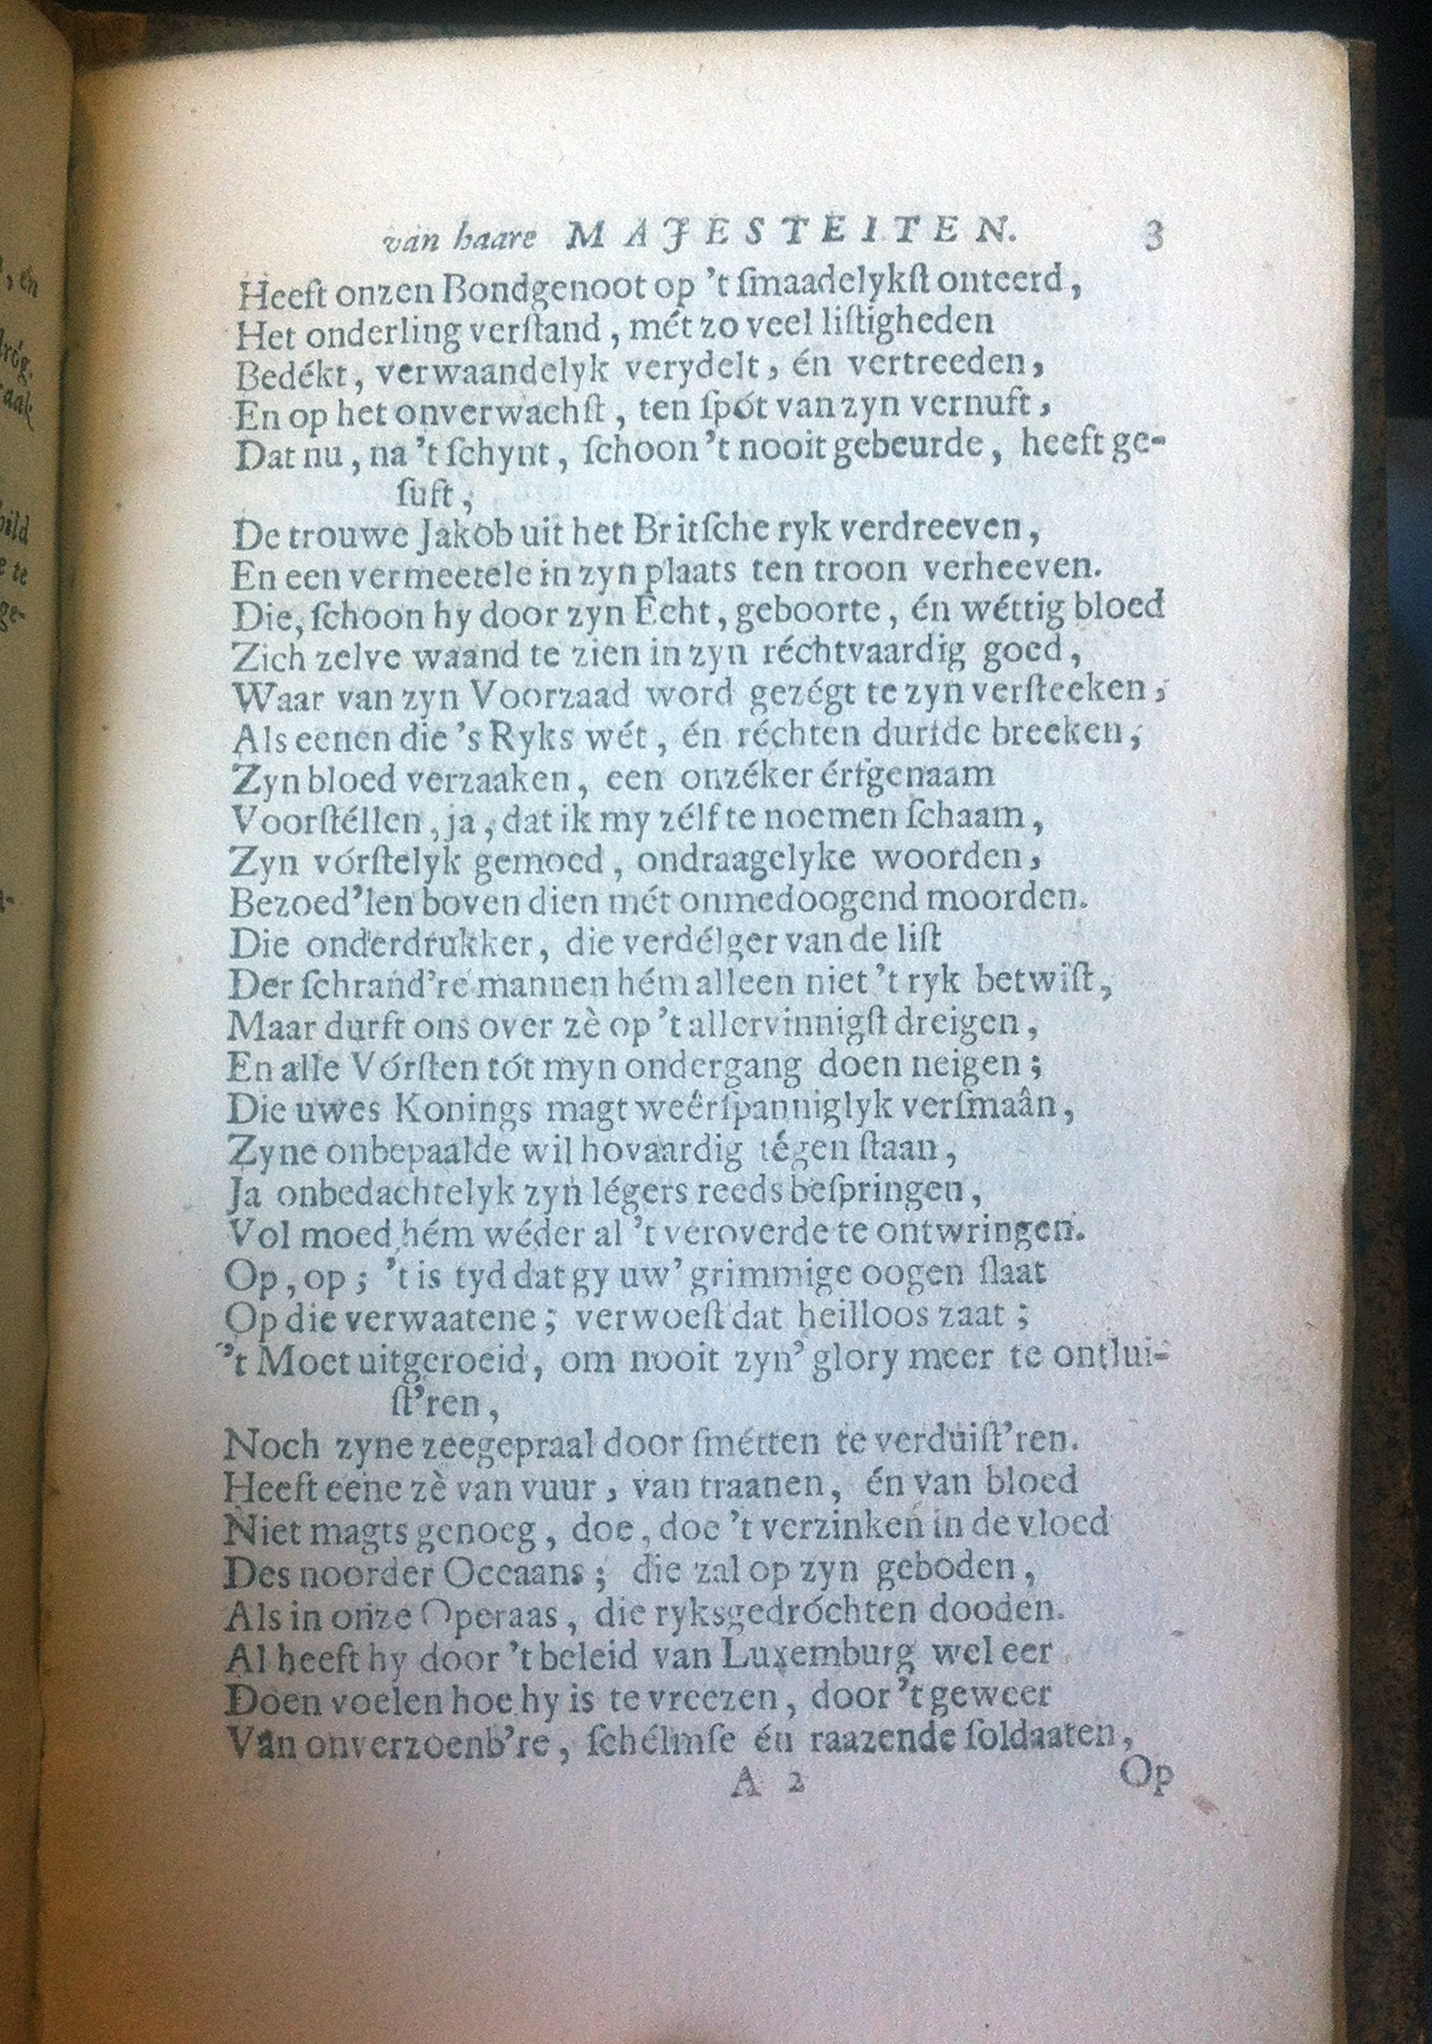 van haare MAJESTEITEN. 3
Heeft onzen Bondgenoot op 't ſmaadelykſt onteerd,
Het onderling verſtand, mét zo veel liſtigheden
Bedékt, verwaandelyk verydelt, én vertreeden,
En op het onverwachſt, ten ſpót van zyn vernuft,
Dat nu, na 't ſchynt, ſchoon 't nooit gebeurde, heeft ge-
ſuft,
De trouwe Jakob uit het Britſche ryk verdreeven,
En een vermeetele in zyn plaats ten troon verheeven.
Die, ſchoon hy door zyn Echt, geboorte, én wéttig bloed
Zich zelve waand te zien in zyn réchtvaardig goed,
Waar van zyn Voorzaad word gezégt te zyn verſteeken,
Als eenen die 's Ryks wét, én réchten durfde breeken,
Zyn bloed verzaaken, een onzéker érfgenaam
Voorſtéllen, ja, dat ik my zélf te noemen ſchaam,
Zyn vórſtelyk gemoed, ondraagelyke woorden,
Bezoed'len boven dien mét onmedoogend moorden.
Die onderdrukker, die verdélger van de liſt
Der ſchrand're mannen hém alleen niet 't ryk betwiſt,
Maar durft ons over zè op 't allervinnigſt dreigen,
En alle Vórſten tót myn ondergang doen neigen;
Die uwes Konings magt weêrſpanniglyk verſmaân,
Zyne onbepaalde wil hovaardig tégen ſtaan,
Ja onbedachtelyk zyn légers reeds beſpringen,
Vol moed hém wéder al 't veroverde te ontwringen.
Op, op; 't is tyd dat gy uw' grimmige oogen ſlaat
Op die verwaatene; verwoeſt dat heilloos zaat;
't Moet uitgeroeid, om nooit zyn' glory meer te ontlui-
ſt'ren,
Noch zyne zeegepraal door ſmétten te verduiſt'ren.
Heeft eene zè van vuur, van traanen, én van bloed
Niet magts genoeg, doe, doe 't verzinken in de vloed
Des noorder Oceaans; die zal op zyn geboden,
Als in onze Operaas, die ryksgedróchten dooden.
Al heeft hy door 't beleid van Luxemburg wel eer
Doen voelen hoe hy is te vreezen, door 't geweer
Van onverzoenb're, ſchélmſe én raazende ſoldaaten,
A 2 Op